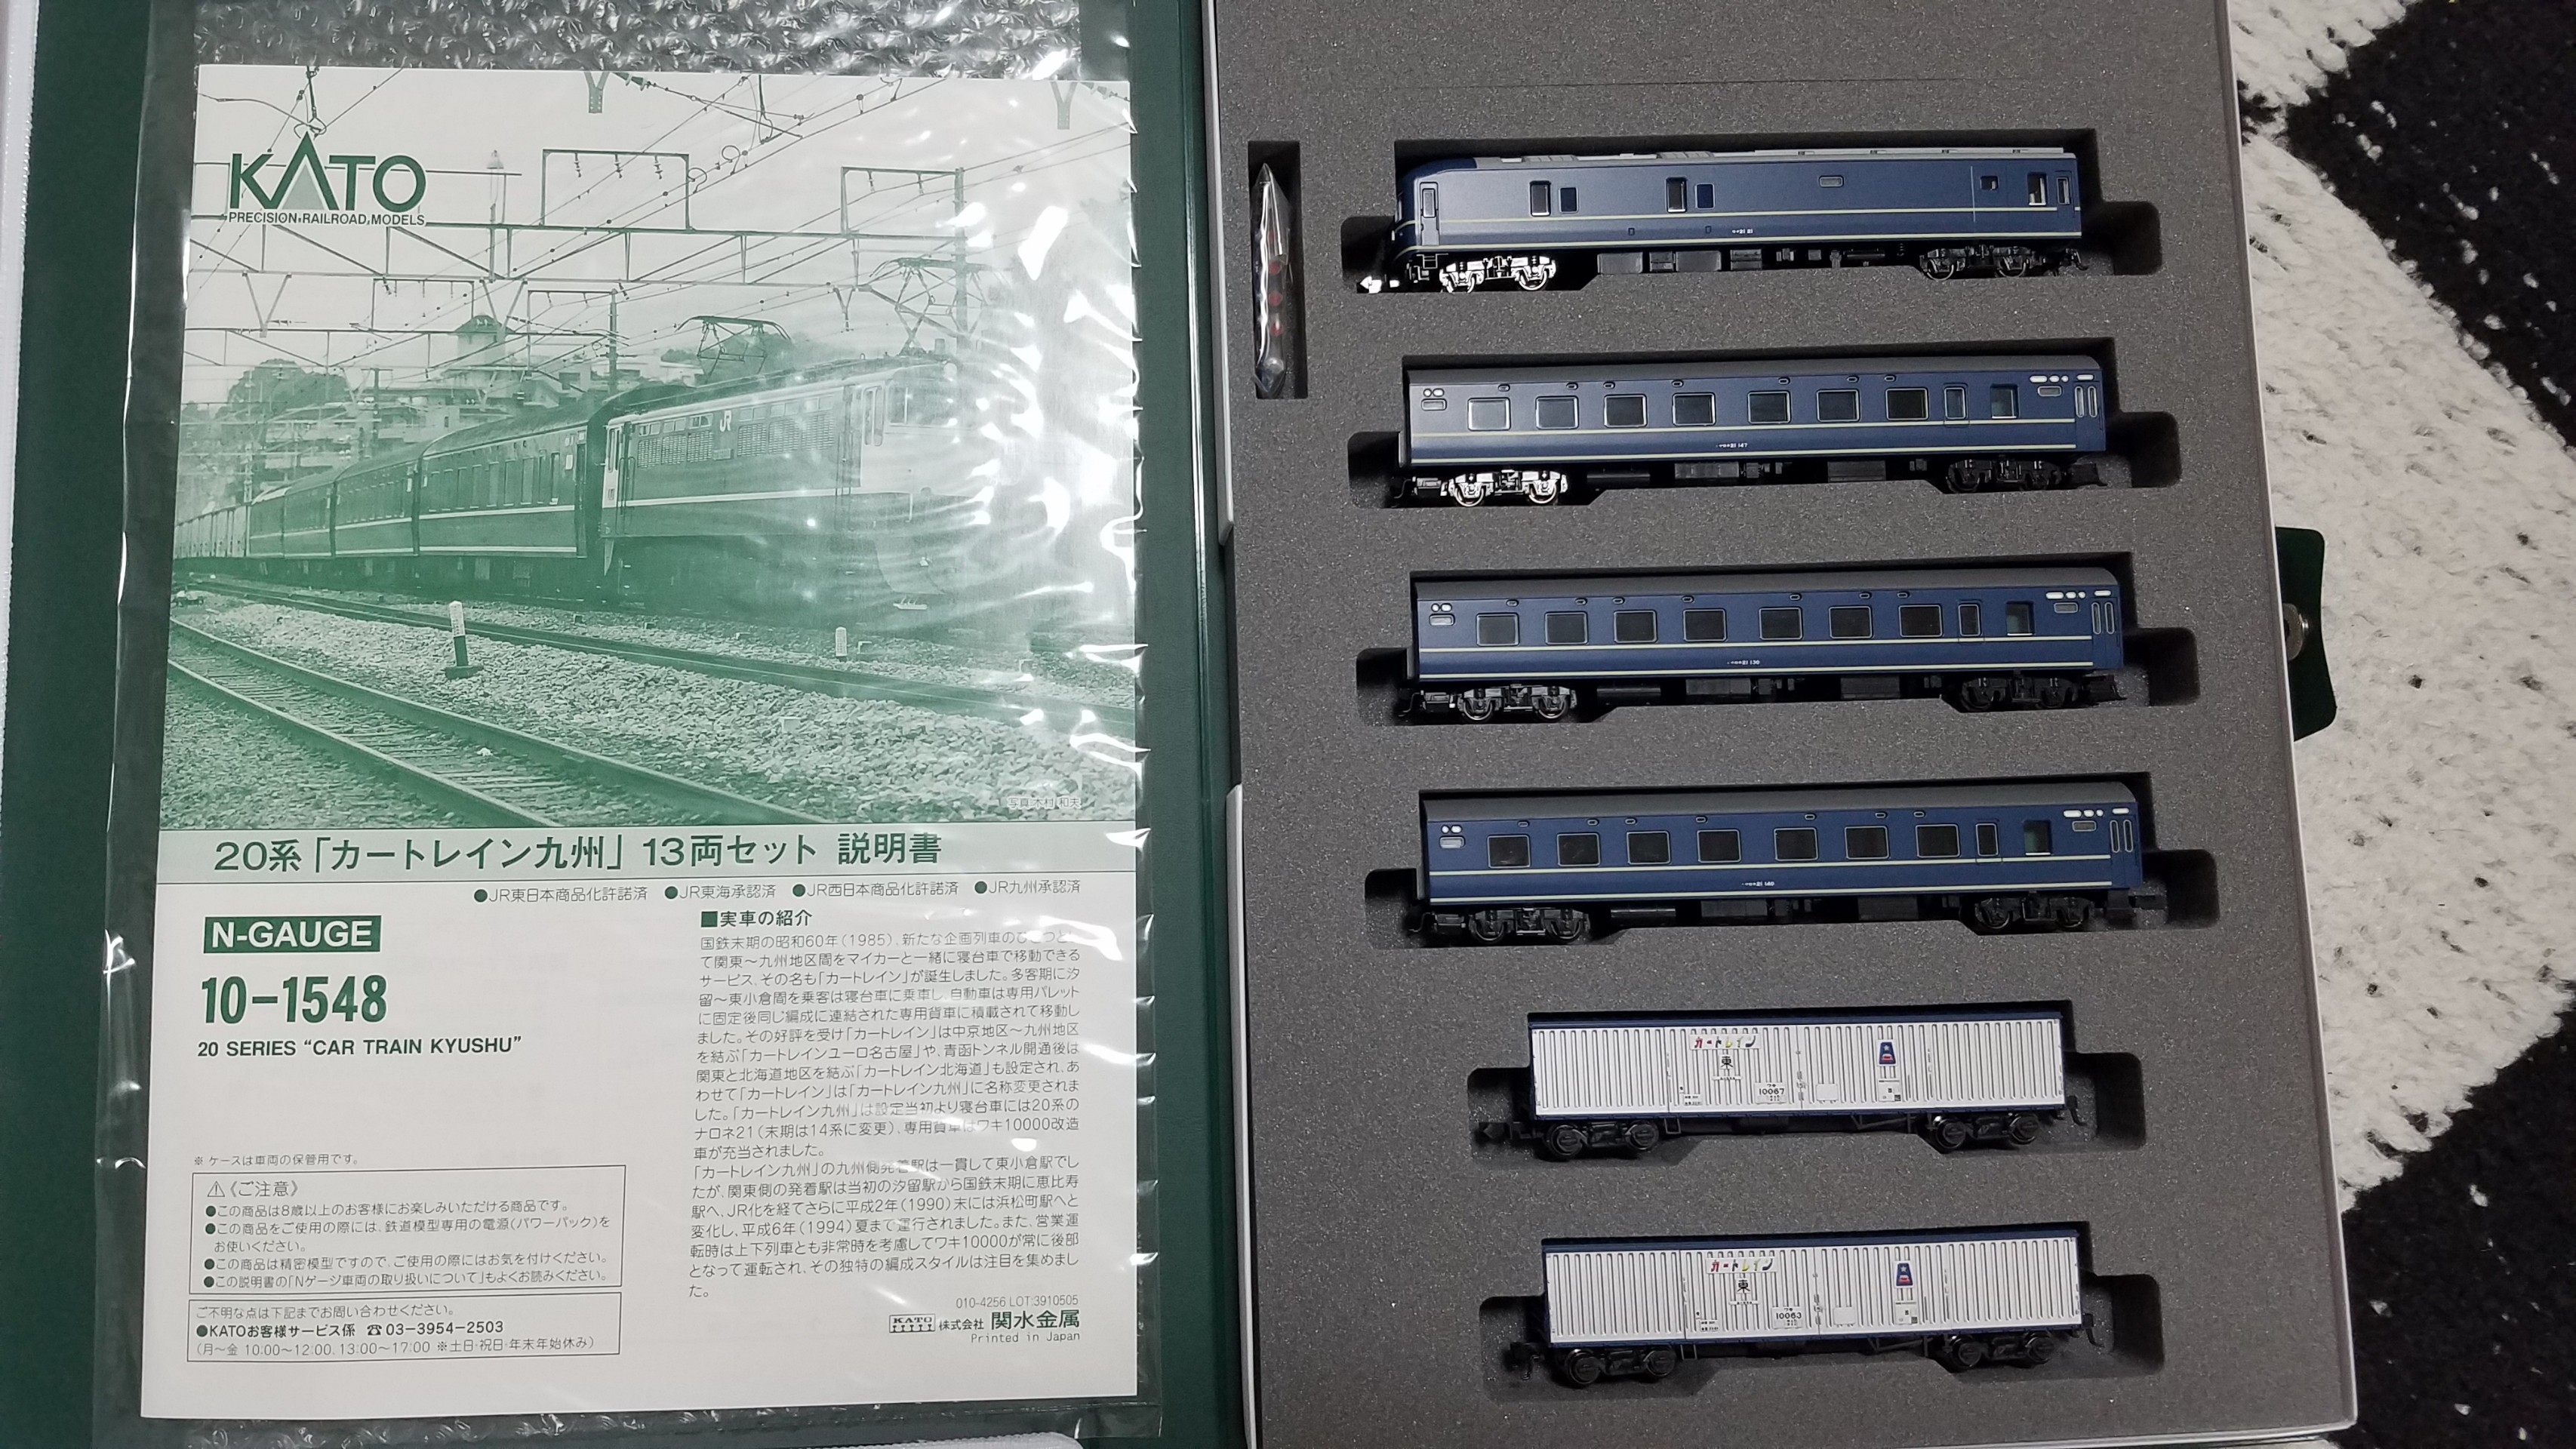 KATO
PRECISION RAILROAD MODELS
JR
写真:木村 和夫
20系「カートレイン九州」13両セット 説明書
●JR東日本商品化許諾済 ●JR東海承認済 ●JR西日本商品化許諾済 ●JR九州承認済
N-GAUGE
10-1548
20 SERIES “CAR TRAIN KYUSHU”
※ ケースは車両の保管用です。
⚠《ご注意》
●この商品は8歳以上のお客様にお楽しみいただける商品です。
●この商品をご使用の際には、鉄道模型専用の電源(パワーパック)を
お使いください。
●この商品は精密模型ですので、ご使用の際にはお気を付けください。
●この説明書の「Nゲージ車両の取り扱いについて」もよくお読みください。
ご不明な点は下記までお問い合わせください。
●KATOお客様サービス係 ☎03-3954-2503
(月〜金 10:00〜12:00、13:00〜17:00 ※土日・祝日・年末年始休み)
■実車の紹介
国鉄末期の昭和60年(1985)、新たな企画列車のひとつとし
て関東〜九州地区間をマイカーと一緒に寝台車で移動できる
サービス、その名も「カートレイン」が誕生しました。多客期に汐
留〜東小倉間を乗客は寝台車に乗車し、自動車は専用パレット
に固定後同じ編成に連結された専用貨車に積載されて移動し
ました。その好評を受け「カートレイン」は中京地区〜九州地区
を結ぶ「カートレインユーロ名古屋」や、青函トンネル開通後は
関東と北海道地区を結ぶ「カートレイン北海道」も設定され、あ
わせて「カートレイン」は「カートレイン九州」に名称変更されま
した。「カートレイン九州」は設定当初より寝台車には20系の
ナロネ21(末期は14系に変更)、専用貨車はワキ10000改造
車が充当されました。
「カートレイン九州」の九州側発着駅は一貫して東小倉駅でし
たが、関東側の発着駅は当初の汐留駅から国鉄末期に恵比寿
駅へ、JR化を経てさらに平成2年(1990)末には浜松町駅へと
変化し、平成6年(1994)夏まで運行されました。また、営業運
転時は上下列車とも非常時を考慮してワキ10000が常に後部
となって運転され、その独特の編成スタイルは注目を集めまし
た。
010-4256 LOT:3910505
KATO 株式会社 関水金属
Printed in Japan
21 21
21 147
21 130
カートレイン
東
10067
カートレイン
東
10063